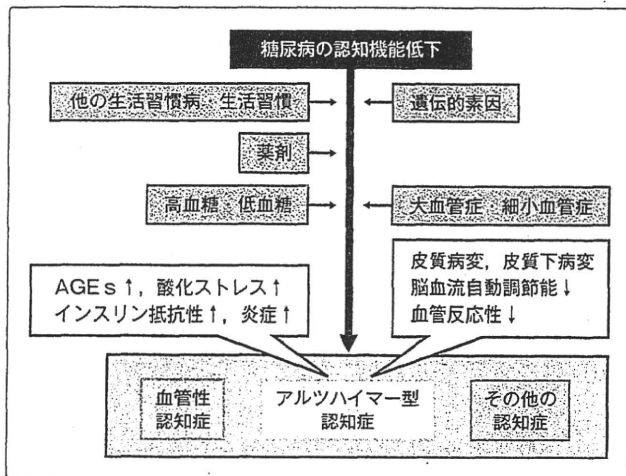 糖尿病の認知機能低下
他の生活習慣病 生活習慣
遺伝的素因
薬剤
高血糖 低血糖
大血管症 細小血管症
AGEs↑, 酸化ストレス↑
インスリン抵抗性↑, 炎症↑
皮質病変, 皮質下病変
脳血流自動調節能↓
血管反応性↓
血管性
認知症
アルツハイマー型
認知症
その他の
認知症